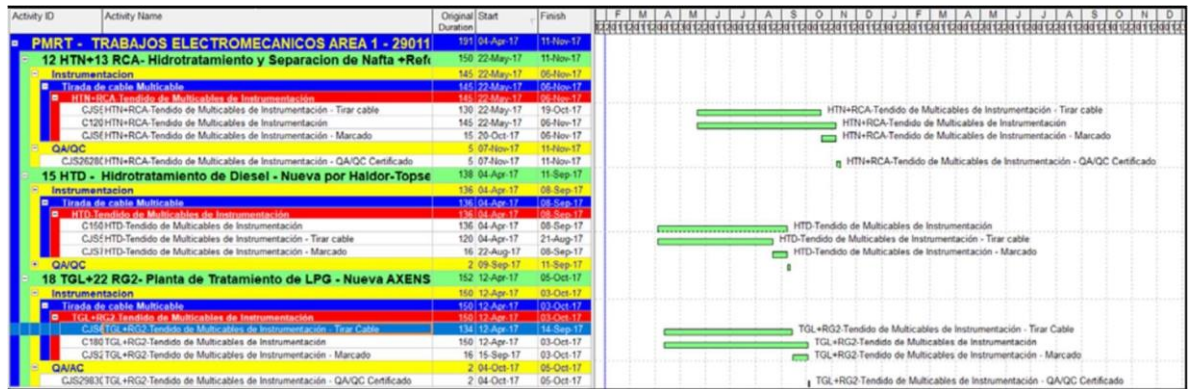 Activity ID Activity Name Original Duration Start Finish
F M A M J J A S O N D J F M A M J J A S O N D
PMRT - TRABAJOS ELECTROMECANICOS AREA 1 - 29011 191 04-Apr-17 11-Nov-17
12 HTN+13 RCA- Hidrotratamiento y Separacion de Nafta +Refo 150 22-May-17 11-Nov-17
Instrumentacion 145 22-May-17 06-Nov-17
Tirada de cable Multicable 145 22-May-17 06-Nov-17
HTN+RCA Tendido de Multicables de Instrumentación 145 22-May-17 06-Nov-17
HTN+RCA-Tendido de Multicables de Instrumentación - Tirar cable 130 22-May-17 19-Oct-17 HTN+RCA-Tendido de Multicables de Instrumentación - Tirar cable
C120 HTN+RCA-Tendido de Multicables de Instrumentación 145 22-May-17 06-Nov-17 HTN+RCA-Tendido de Multicables de Instrumentación
HTN+RCA-Tendido de Multicables de Instrumentación - Marcado 15 20-Oct-17 06-Nov-17 HTN+RCA-Tendido de Multicables de Instrumentación - Marcado
QA/QC 5 07-Nov-17 11-Nov-17
HTN+RCA-Tendido de Multicables de Instrumentación - QA/QC Certificado 5 07-Nov-17 11-Nov-17 HTN+RCA-Tendido de Multicables de Instrumentación - QA/QC Certificado
15 HTD - Hidrotratamiento de Diesel - Nueva por Haldor-Topse 138 04-Apr-17 11-Sep-17
Instrumentacion 136 04-Apr-17 08-Sep-17
Tirada de cable Multicable 136 04-Apr-17 08-Sep-17
HTD-Tendido de Multicables de Instrumentación 136 04-Apr-17 08-Sep-17
C150 HTD-Tendido de Multicables de Instrumentación 136 04-Apr-17 08-Sep-17 HTD-Tendido de Multicables de Instrumentación
HTD-Tendido de Multicables de Instrumentación - Tirar cable 120 04-Apr-17 21-Aug-17 HTD-Tendido de Multicables de Instrumentación - Tirar cable
HTD-Tendido de Multicables de Instrumentación - Marcado 16 22-Aug-17 08-Sep-17 HTD-Tendido de Multicables de Instrumentación - Marcado
QA/QC 2 09-Sep-17 11-Sep-17
18 TGL+22 RG2- Planta de Tratamiento de LPG - Nueva AXENS 152 12-Apr-17 05-Oct-17
Instrumentacion 150 12-Apr-17 03-Oct-17
Tirada de cable Multicable 150 12-Apr-17 03-Oct-17
TGL+RG2-Tendido de Multicables de Instrumentación 150 12-Apr-17 03-Oct-17
TGL+RG2-Tendido de Multicables de Instrumentación - Tirar Cable 134 12-Apr-17 14-Sep-17 TGL+RG2-Tendido de Multicables de Instrumentación - Tirar Cable
C180 TGL+RG2-Tendido de Multicables de Instrumentación 150 12-Apr-17 03-Oct-17 TGL+RG2-Tendido de Multicables de Instrumentación
TGL+RG2-Tendido de Multicables de Instrumentación - Marcado 16 15-Sep-17 03-Oct-17 TGL+RG2-Tendido de Multicables de Instrumentación - Marcado
QA/AC 2 04-Oct-17 05-Oct-17
TGL+RG2-Tendido de Multicables de Instrumentación - QA/QC Certificado 2 04-Oct-17 05-Oct-17 TGL+RG2-Tendido de Multicables de Instrumentación - QA/QC Certificado